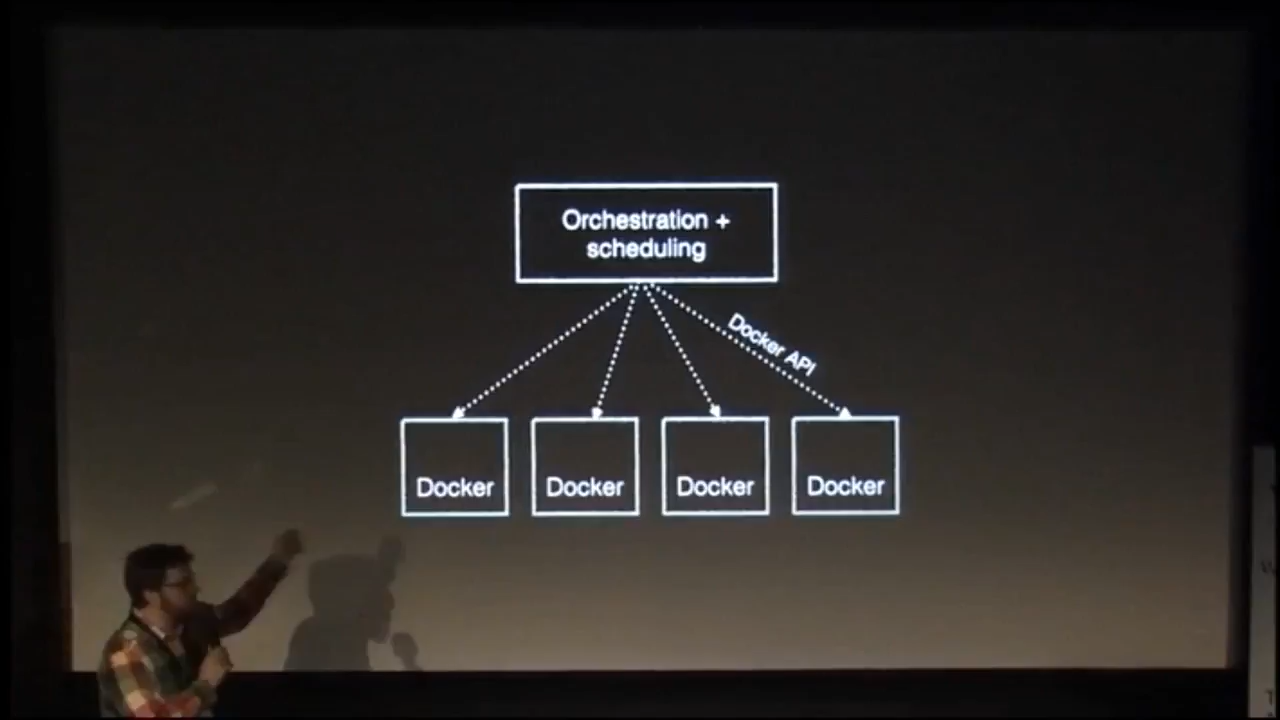 Orchestration +
scheduling
Docker API
Docker
Docker
Docker
Docker